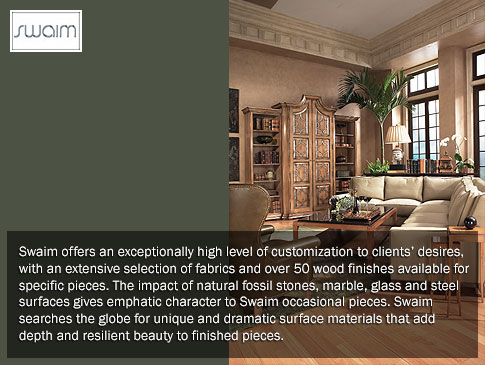 swaim
Swaim offers an exceptionally high level of customization to clients' desires,
with an extensive selection of fabrics and over 50 wood finishes available for
specific pieces. The impact of natural fossil stones, marble, glass and steel
surfaces gives emphatic character to Swaim occasional pieces. Swaim
searches the globe for unique and dramatic surface materials that add
depth and resilient beauty to finished pieces.